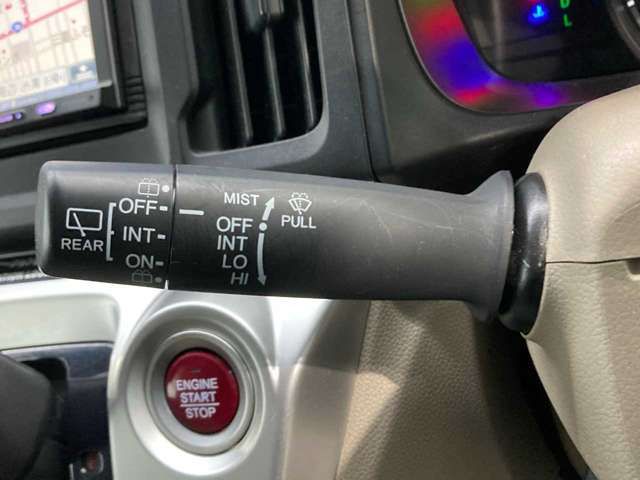 MIST
OFF
INT
LO
HI
PULL
REAR
OFF
INT
ON
ENGINE
START
STOP
L